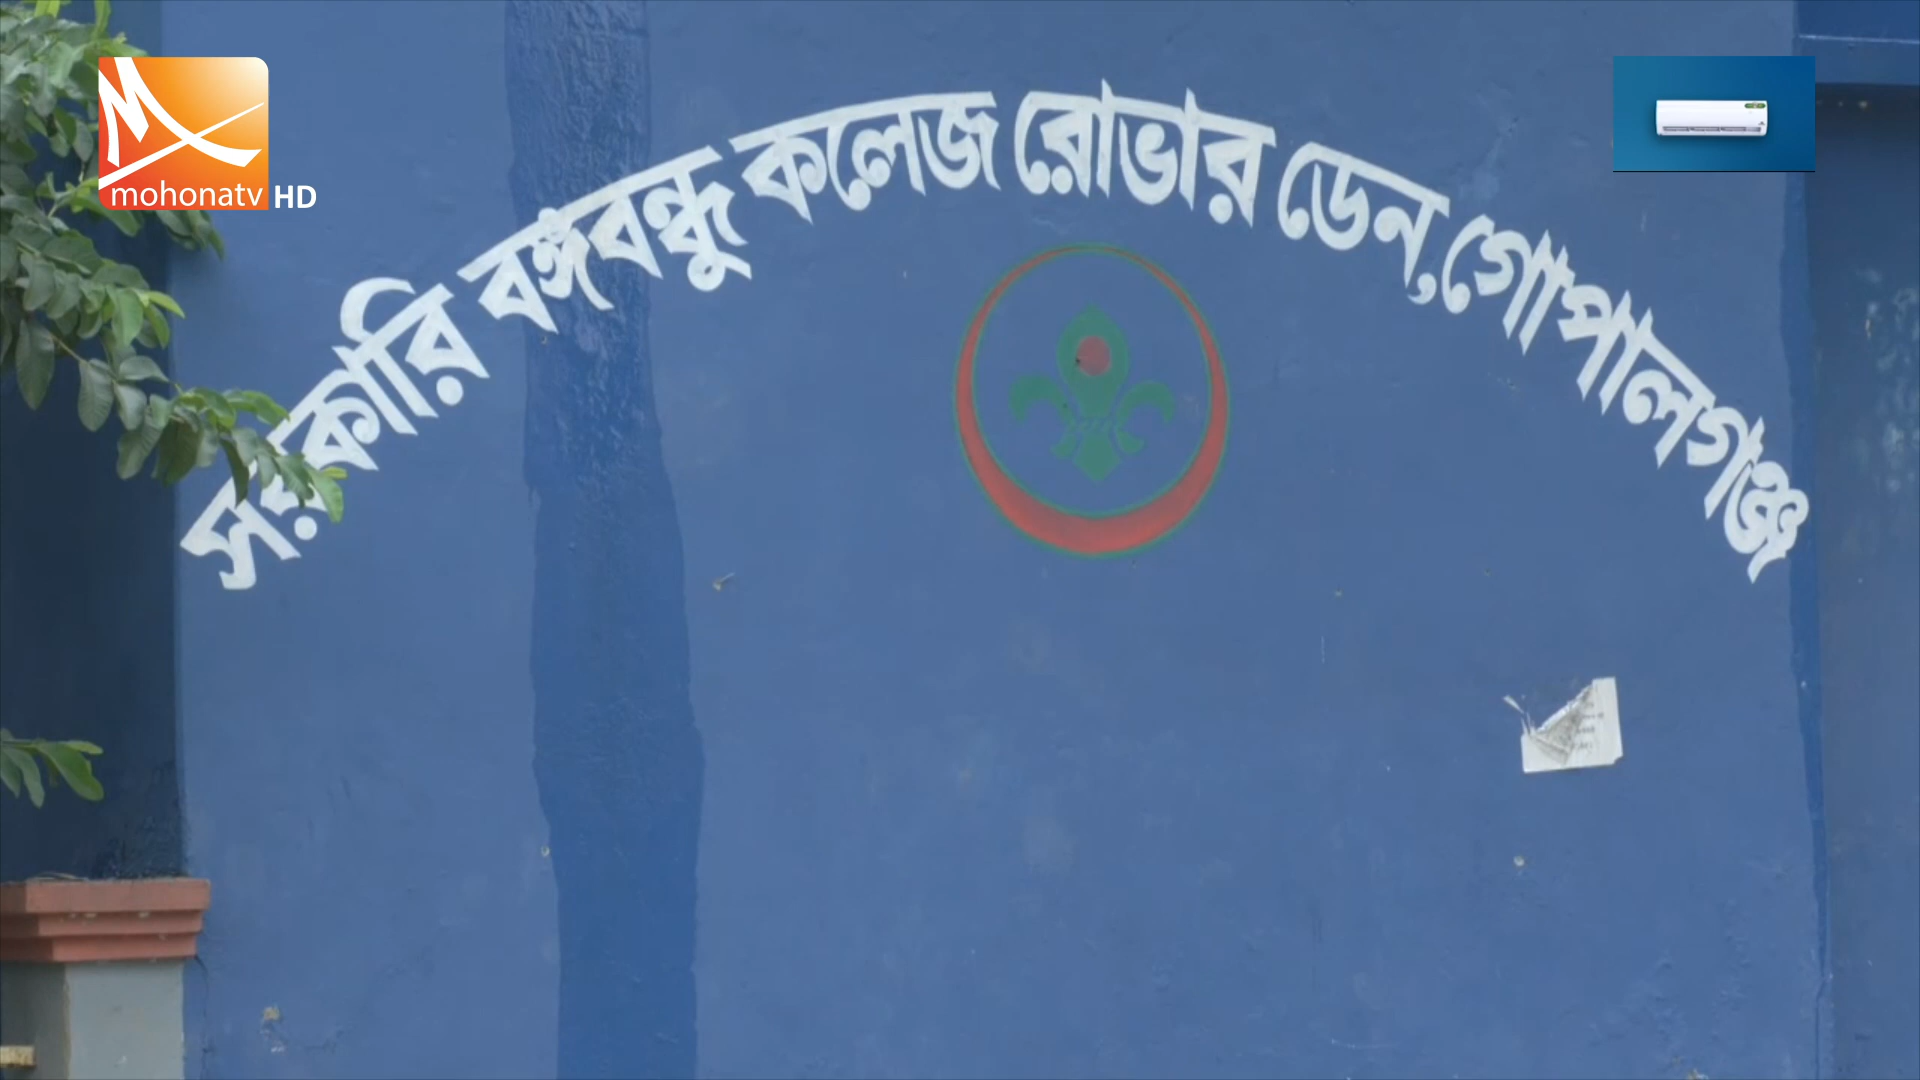 mohonatv HD
সরকারি বঙ্গবন্ধু কলেজ রোভার ডেন, গোপালগঞ্জ